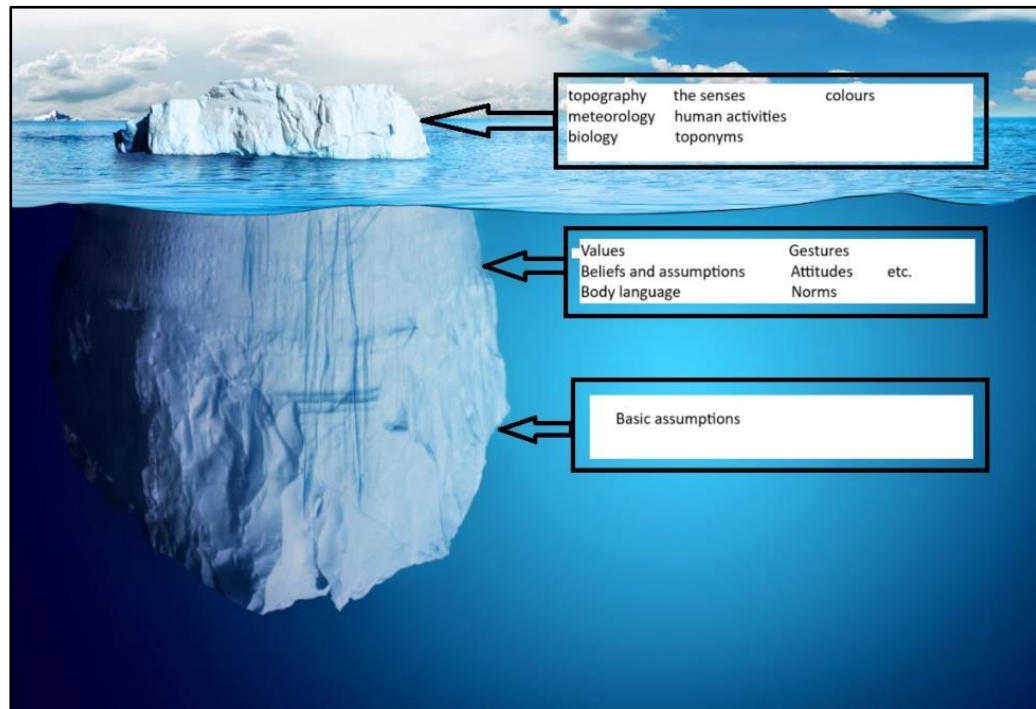 topography the senses colours
meteorology human activities
biology toponyms
Values Gestures
Beliefs and assumptions Attitudes etc.
Body language Norms
Basic assumptions